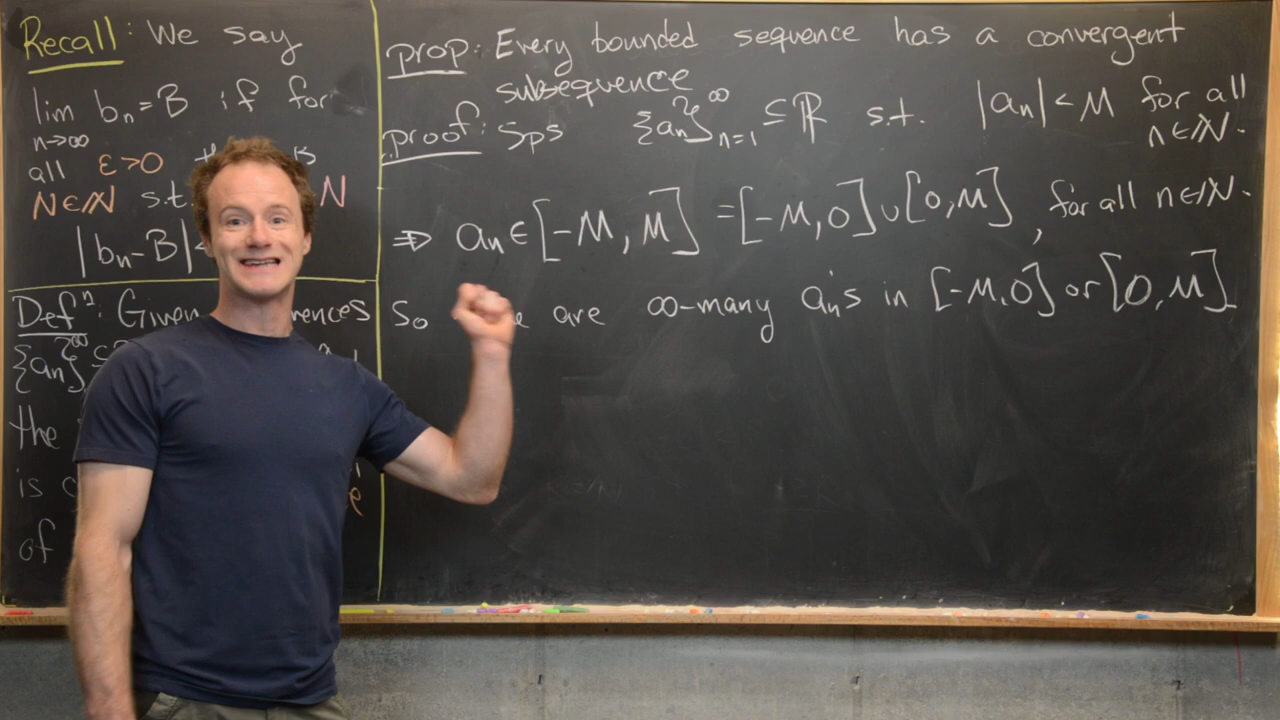 Recall: We say
lim bn = B if for
n→∞
all ε>0 is
N∈ℕ s.t. N
|bn-B|<
Defⁿ: Given
{an}
the
is
of
prop: Every bounded sequence has a convergent
subsequence
proof: Sps {an}∞n=1 ⊆ ℝ s.t. |an| < M for all
n∈ℕ.
⇒ an ∈ [-M, M] = [-M, 0] ∪ [0, M], for all n∈ℕ.
So are ∞-many an's in [-M, 0] or [0, M]